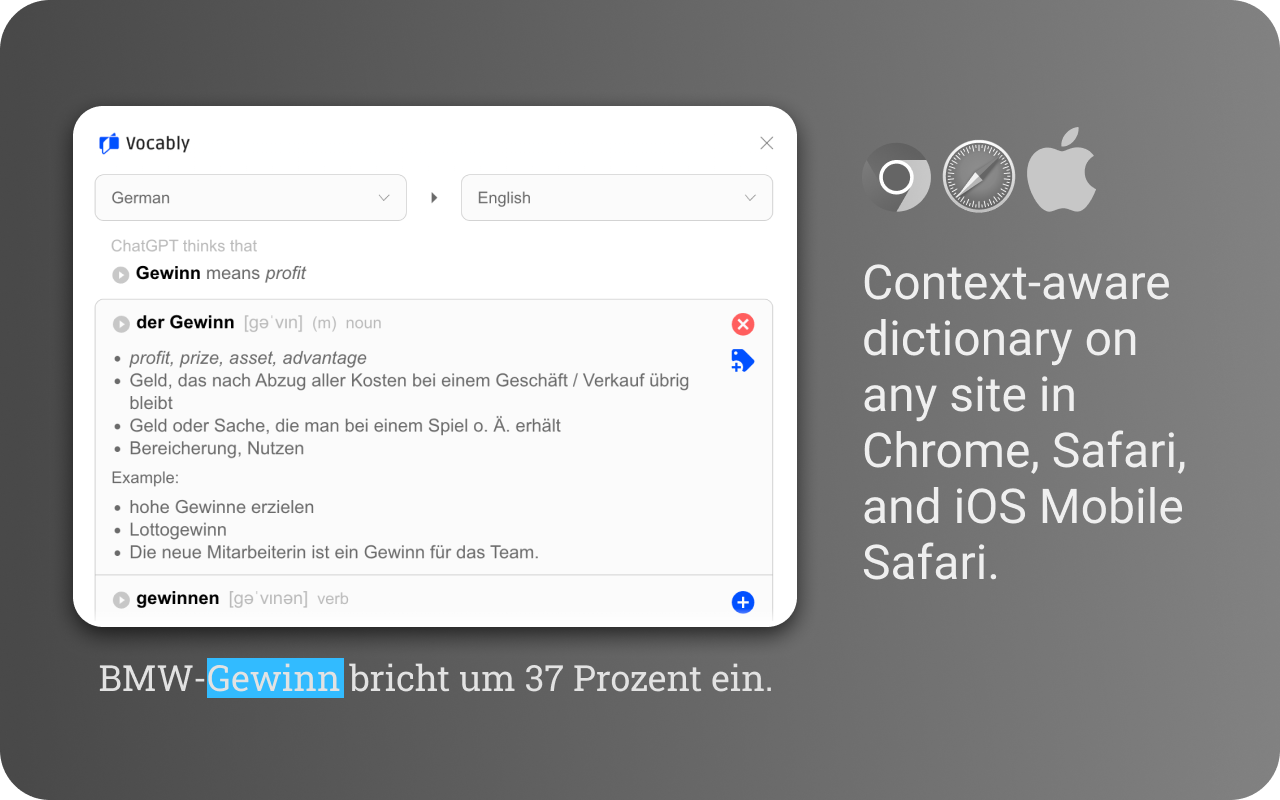 Vocably
German
English
ChatGPT thinks that
Gewinn means profit
der Gewinn [ɡəˈvɪn] (m) noun
profit, prize, asset, advantage
Geld, das nach Abzug aller Kosten bei einem Geschäft / Verkauf übrig
bleibt
Geld oder Sache, die man bei einem Spiel o. Ä. erhält
Bereicherung, Nutzen
Example:
hohe Gewinne erzielen
Lottogewinn
Die neue Mitarbeiterin ist ein Gewinn für das Team.
gewinnen [ɡəˈvɪnən] verb
BMW-Gewinn bricht um 37 Prozent ein.
Context-aware
dictionary on
any site in
Chrome, Safari,
and iOS Mobile
Safari.